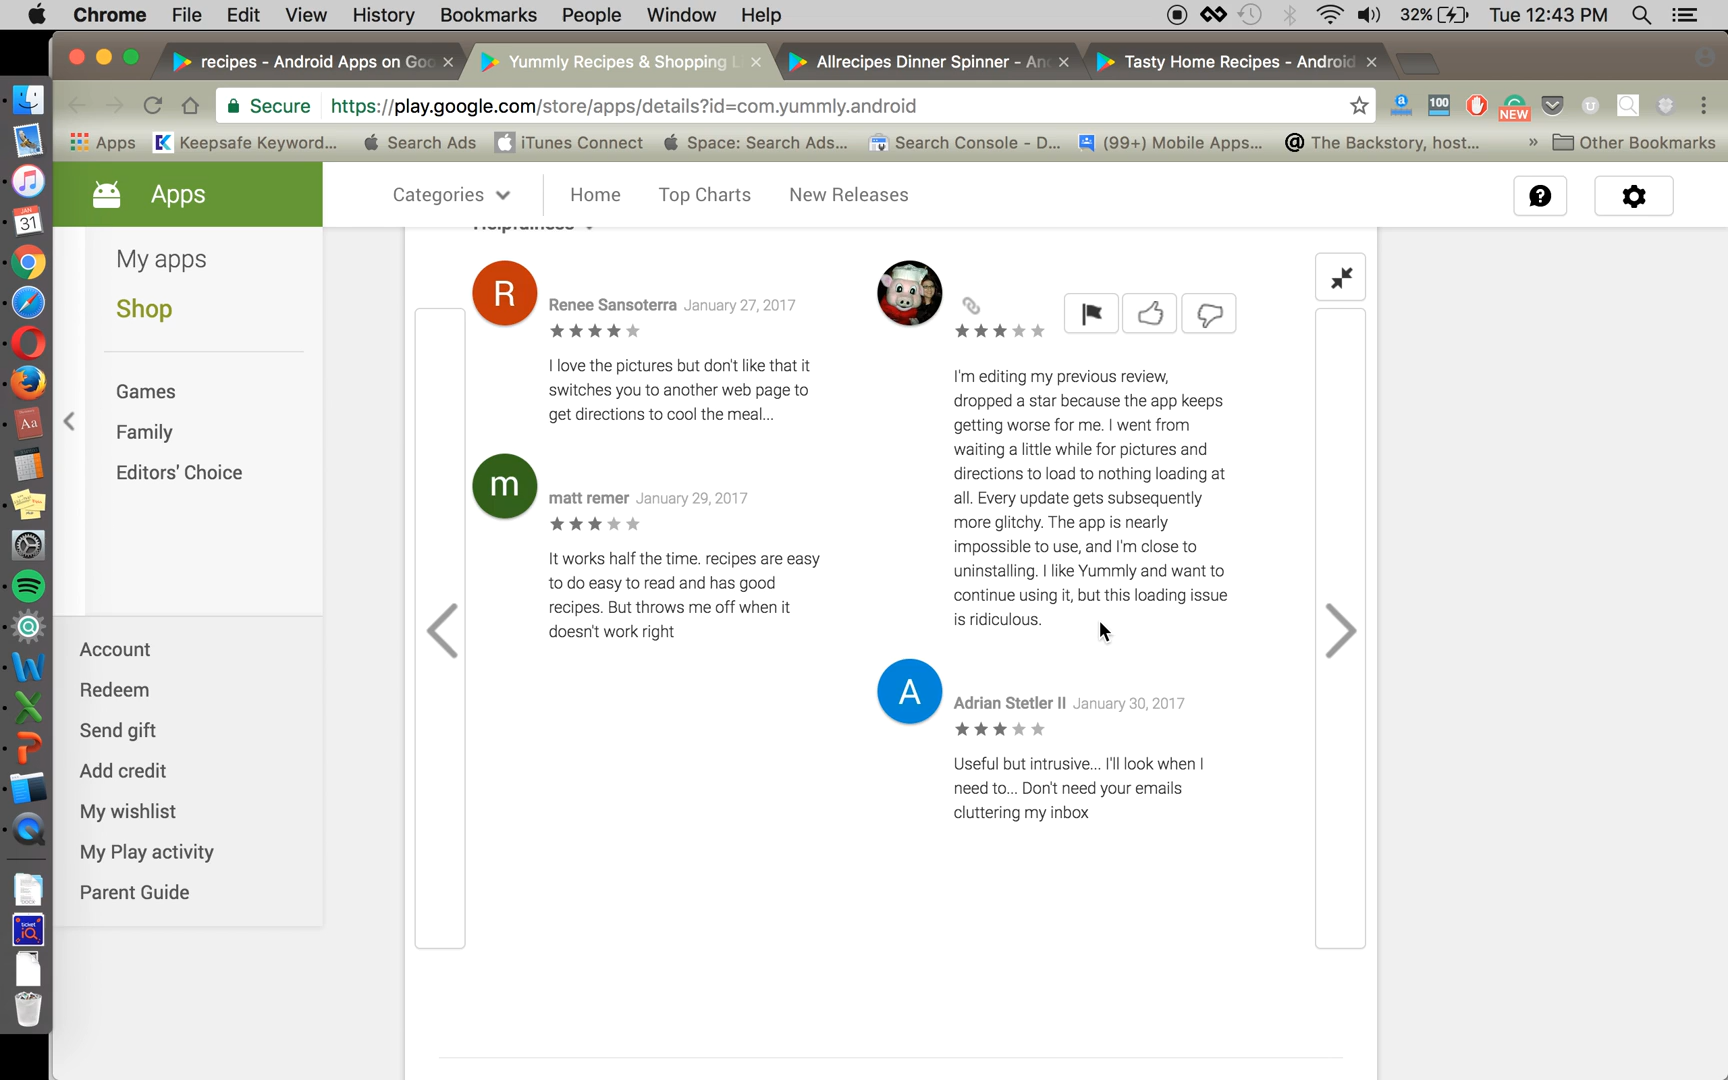 Chrome File Edit View History Bookmarks People Window Help 32% Tue 12:43 PM
recipes - Android Apps on Goo
Yummly Recipes & Shopping L
Allrecipes Dinner Spinner - An
Tasty Home Recipes - Android
Secure https://play.google.com/store/apps/details?id=com.yummly.android
100
NEW
Apps Keepsafe Keyword... Search Ads iTunes Connect Space: Search Ads... Search Console - D... (99+) Mobile Apps... The Backstory, host... » Other Bookmarks
Apps
Categories Home Top Charts New Releases
My apps
Shop
Games
Family
Editors' Choice
Account
Redeem
Send gift
Add credit
My wishlist
My Play activity
Parent Guide
JAN
31
Aa
ticket
iQ
Helpfulness
R
Renee Sansoterra January 27, 2017
I love the pictures but don't like that it
switches you to another web page to
get directions to cool the meal...
m
matt remer January 29, 2017
It works half the time. recipes are easy
to do easy to read and has good
recipes. But throws me off when it
doesn't work right
I'm editing my previous review,
dropped a star because the app keeps
getting worse for me. I went from
waiting a little while for pictures and
directions to load to nothing loading at
all. Every update gets subsequently
more glitchy. The app is nearly
impossible to use, and I'm close to
uninstalling. I like Yummly and want to
continue using it, but this loading issue
is ridiculous.
A
Adrian Stetler II January 30, 2017
Useful but intrusive... I'll look when I
need to... Don't need your emails
cluttering my inbox